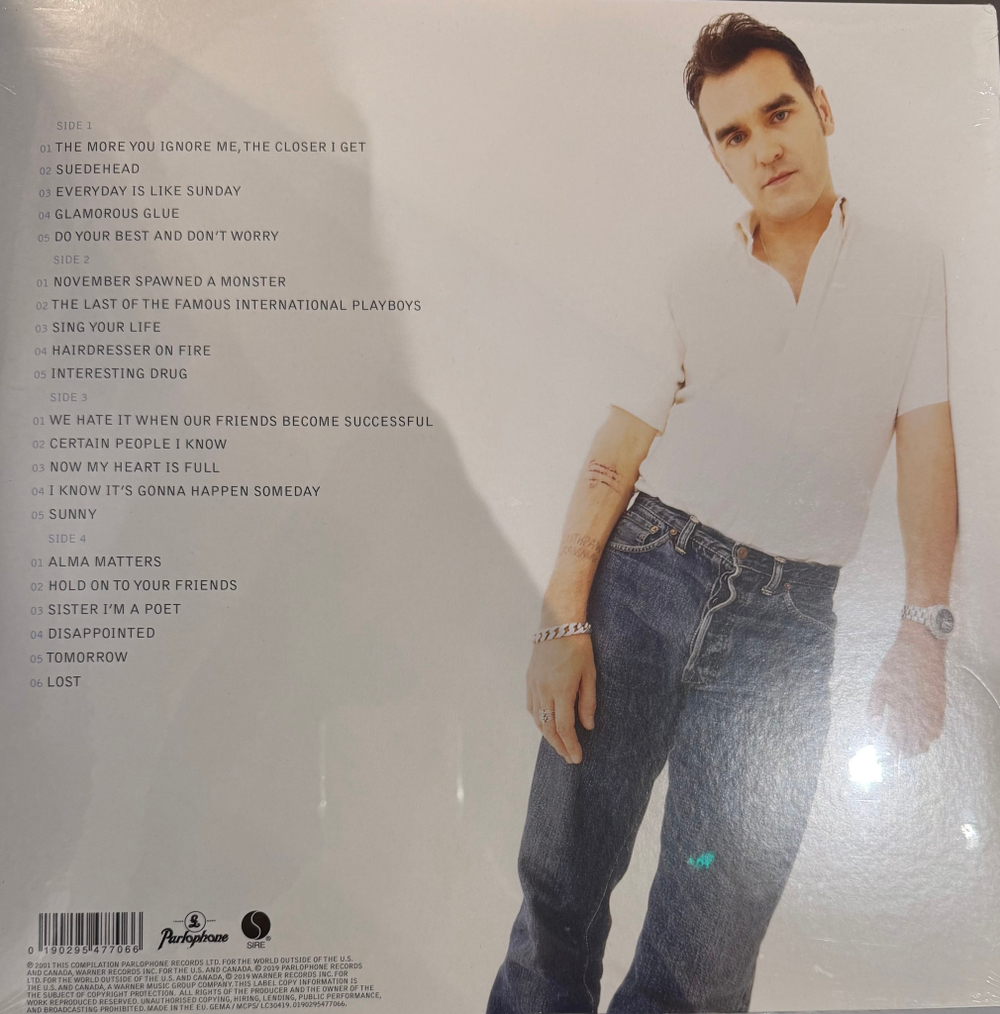 SIDE 1
01 THE MORE YOU IGNORE ME, THE CLOSER I GET
02 SUEDEHEAD
03 EVERYDAY IS LIKE SUNDAY
04 GLAMOROUS GLUE
05 DO YOUR BEST AND DON'T WORRY
SIDE 2
01 NOVEMBER SPAWNED A MONSTER
02 THE LAST OF THE FAMOUS INTERNATIONAL PLAYBOYS
03 SING YOUR LIFE
04 HAIRDRESSER ON FIRE
05 INTERESTING DRUG
SIDE 3
01 WE HATE IT WHEN OUR FRIENDS BECOME SUCCESSFUL
02 CERTAIN PEOPLE I KNOW
03 NOW MY HEART IS FULL
04 I KNOW IT'S GONNA HAPPEN SOMEDAY
05 SUNNY
SIDE 4
01 ALMA MATTERS
02 HOLD ON TO YOUR FRIENDS
03 SISTER I'M A POET
04 DISAPPOINTED
05 TOMORROW
06 LOST
0 190295 477066
Parlophone
SIRE®
℗ 2001 THIS COMPILATION PARLOPHONE RECORDS LTD. FOR THE WORLD OUTSIDE OF THE U.S.
AND CANADA, WARNER RECORDS INC. FOR THE U.S. AND CANADA. © 2019 PARLOPHONE RECORDS
LTD. FOR THE WORLD OUTSIDE OF THE U.S. AND CANADA, © 2019 WARNER RECORDS INC. FOR
THE U.S. AND CANADA, A WARNER MUSIC GROUP COMPANY. THIS LABEL COPY INFORMATION IS
THE SUBJECT OF COPYRIGHT PROTECTION. ALL RIGHTS OF THE PRODUCER AND THE OWNER OF THE
WORK REPRODUCED RESERVED. UNAUTHORISED COPYING, HIRING, LENDING, PUBLIC PERFORMANCE,
AND BROADCASTING PROHIBITED. MADE IN THE EU. GEMA / MCPS/ LC30419. 0190295477066.